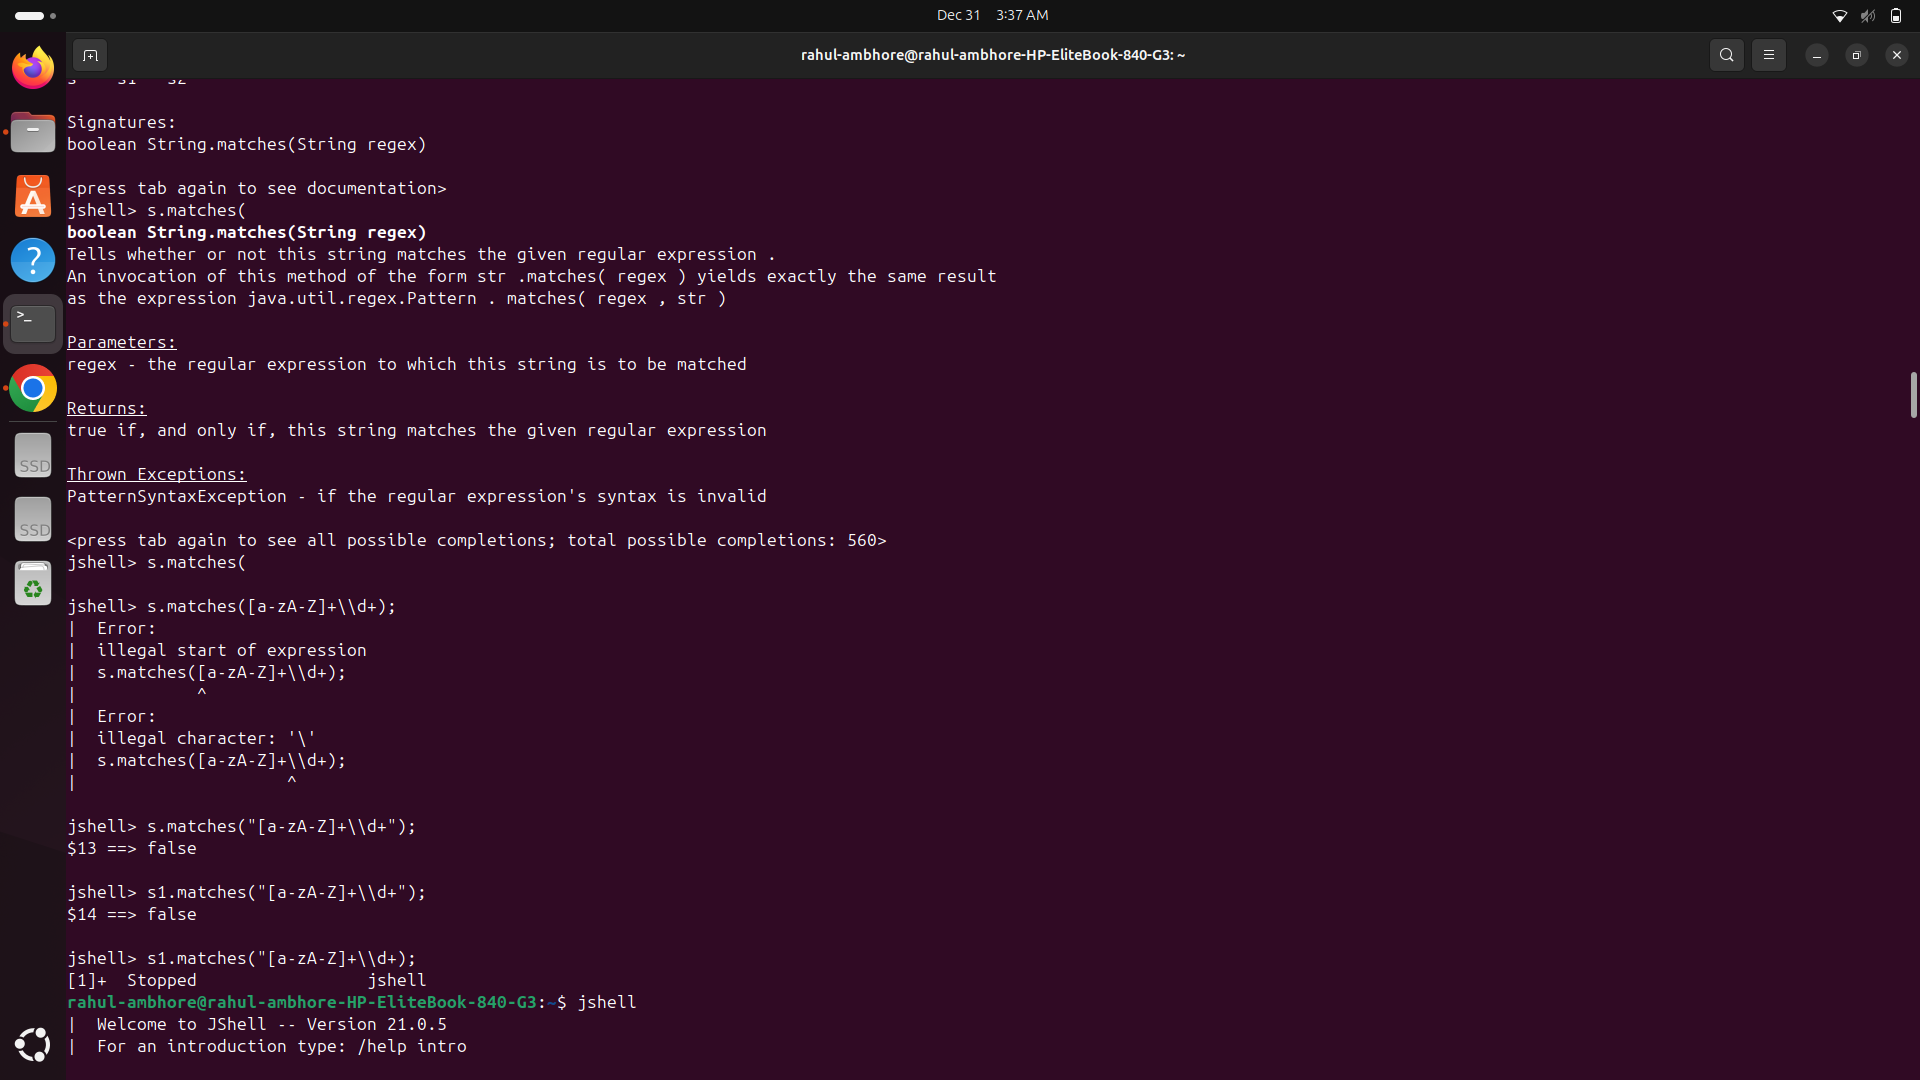 Dec 31 3:37 AM
rahul-ambhore@rahul-ambhore-HP-EliteBook-840-G3: ~
s s1 s2
Signatures:
boolean String.matches(String regex)
<press tab again to see documentation>
jshell> s.matches(
boolean String.matches(String regex)
Tells whether or not this string matches the given regular expression .
An invocation of this method of the form str .matches( regex ) yields exactly the same result
as the expression java.util.regex.Pattern . matches( regex , str )
Parameters:
regex - the regular expression to which this string is to be matched
Returns:
true if, and only if, this string matches the given regular expression
Thrown Exceptions:
PatternSyntaxException - if the regular expression's syntax is invalid
<press tab again to see all possible completions; total possible completions: 560>
jshell> s.matches(
jshell> s.matches([a-zA-Z]+\\d+);
|  Error:
|  illegal start of expression
|  s.matches([a-zA-Z]+\\d+);
|            ^
|  Error:
|  illegal character: '\'
|  s.matches([a-zA-Z]+\\d+);
|                     ^
jshell> s.matches("[a-zA-Z]+\\d+");
$13 ==> false
jshell> s1.matches("[a-zA-Z]+\\d+");
$14 ==> false
jshell> s1.matches("[a-zA-Z]+\\d+);
[1]+  Stopped                 jshell
rahul-ambhore@rahul-ambhore-HP-EliteBook-840-G3:~$ jshell
|  Welcome to JShell -- Version 21.0.5
|  For an introduction type: /help intro
SSD
SSD